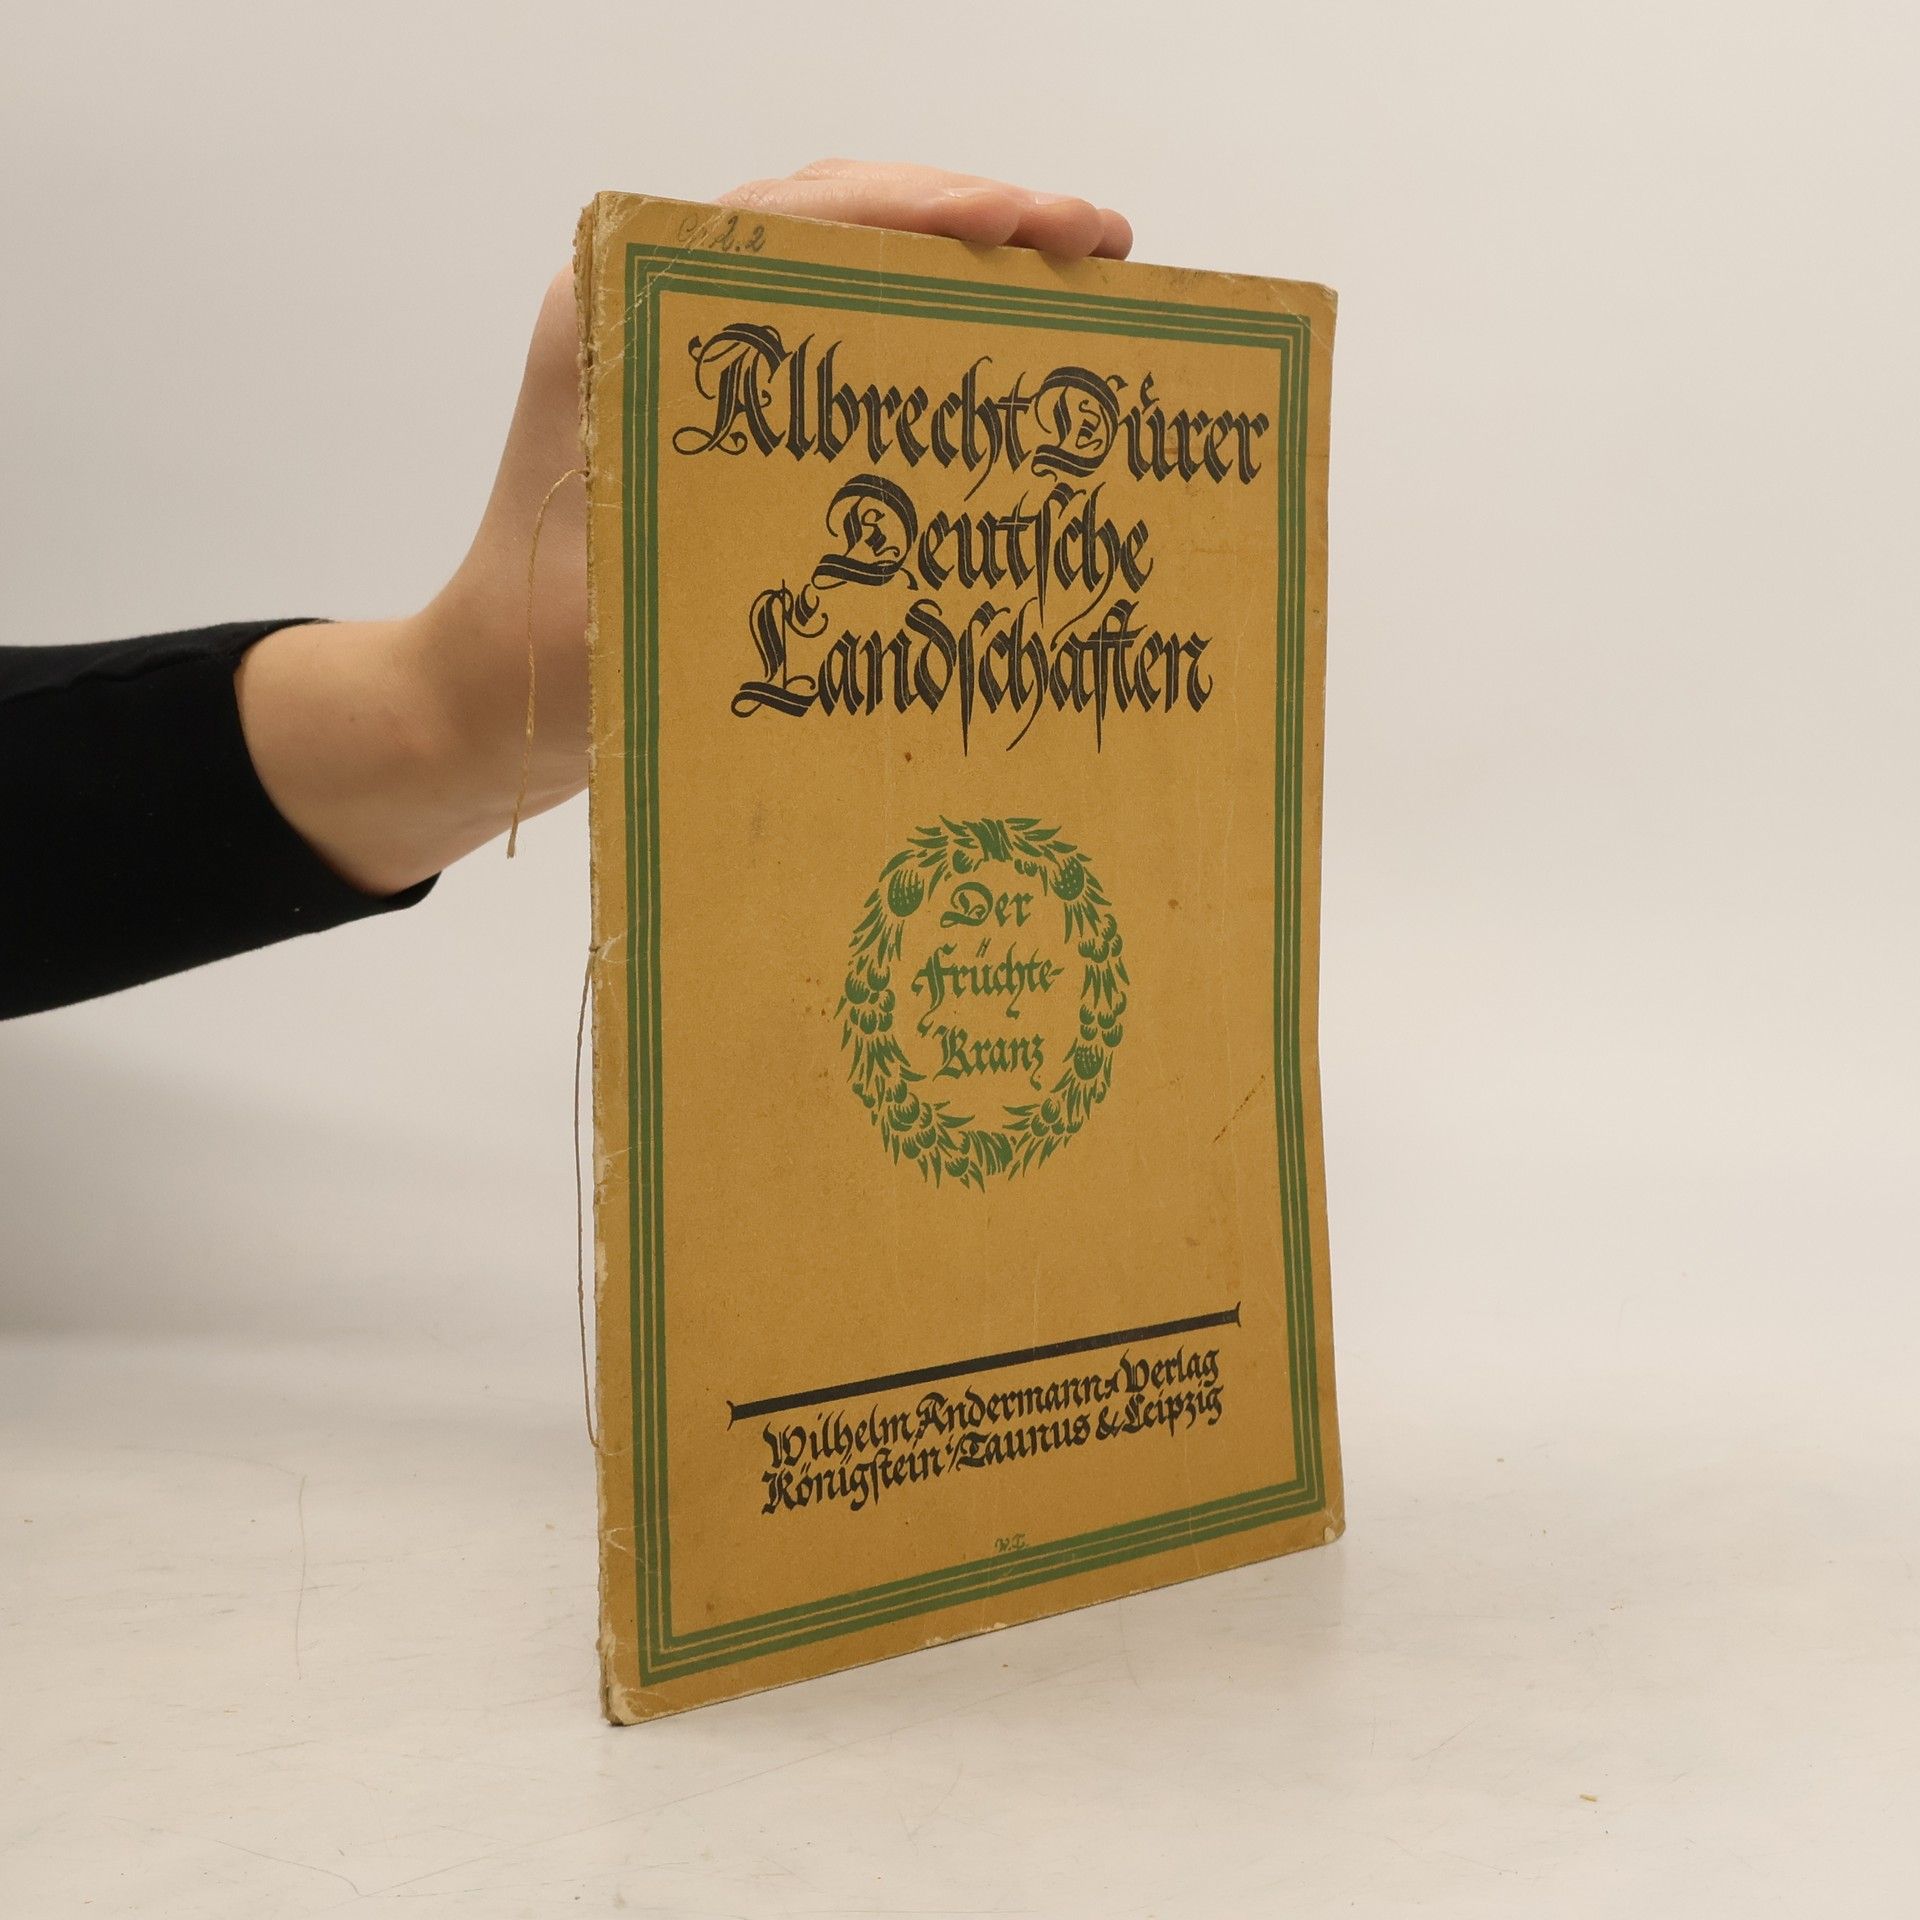 Albrecht Dürer
Deutsche
Landschaften
Der
Früchte-
Kranz
Wilhelm Andermann-Verlag
Königstein i/Taunus & Leipzig
W.T.